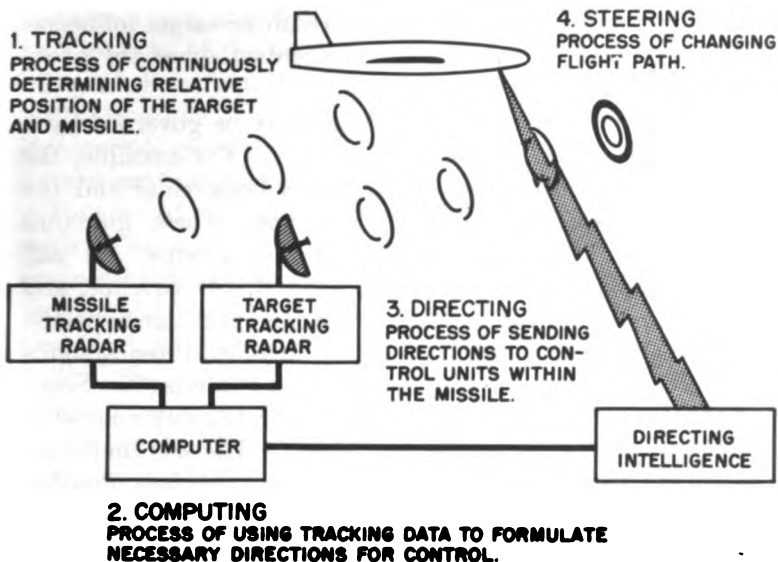 1. TRACKING
PROCESS OF CONTINUOUSLY
DETERMINING RELATIVE
POSITION OF THE TARGET
AND MISSILE.
4. STEERING
PROCESS OF CHANGING
FLIGHT PATH.
MISSILE
TRACKING
RADAR
TARGET
TRACKING
RADAR
3. DIRECTING
PROCESS OF SENDING
DIRECTIONS TO CON-
TROL UNITS WITHIN
THE MISSILE.
COMPUTER
DIRECTING
INTELLIGENCE
2. COMPUTING
PROCESS OF USING TRACKING DATA TO FORMULATE
NECESSARY DIRECTIONS FOR CONTROL.